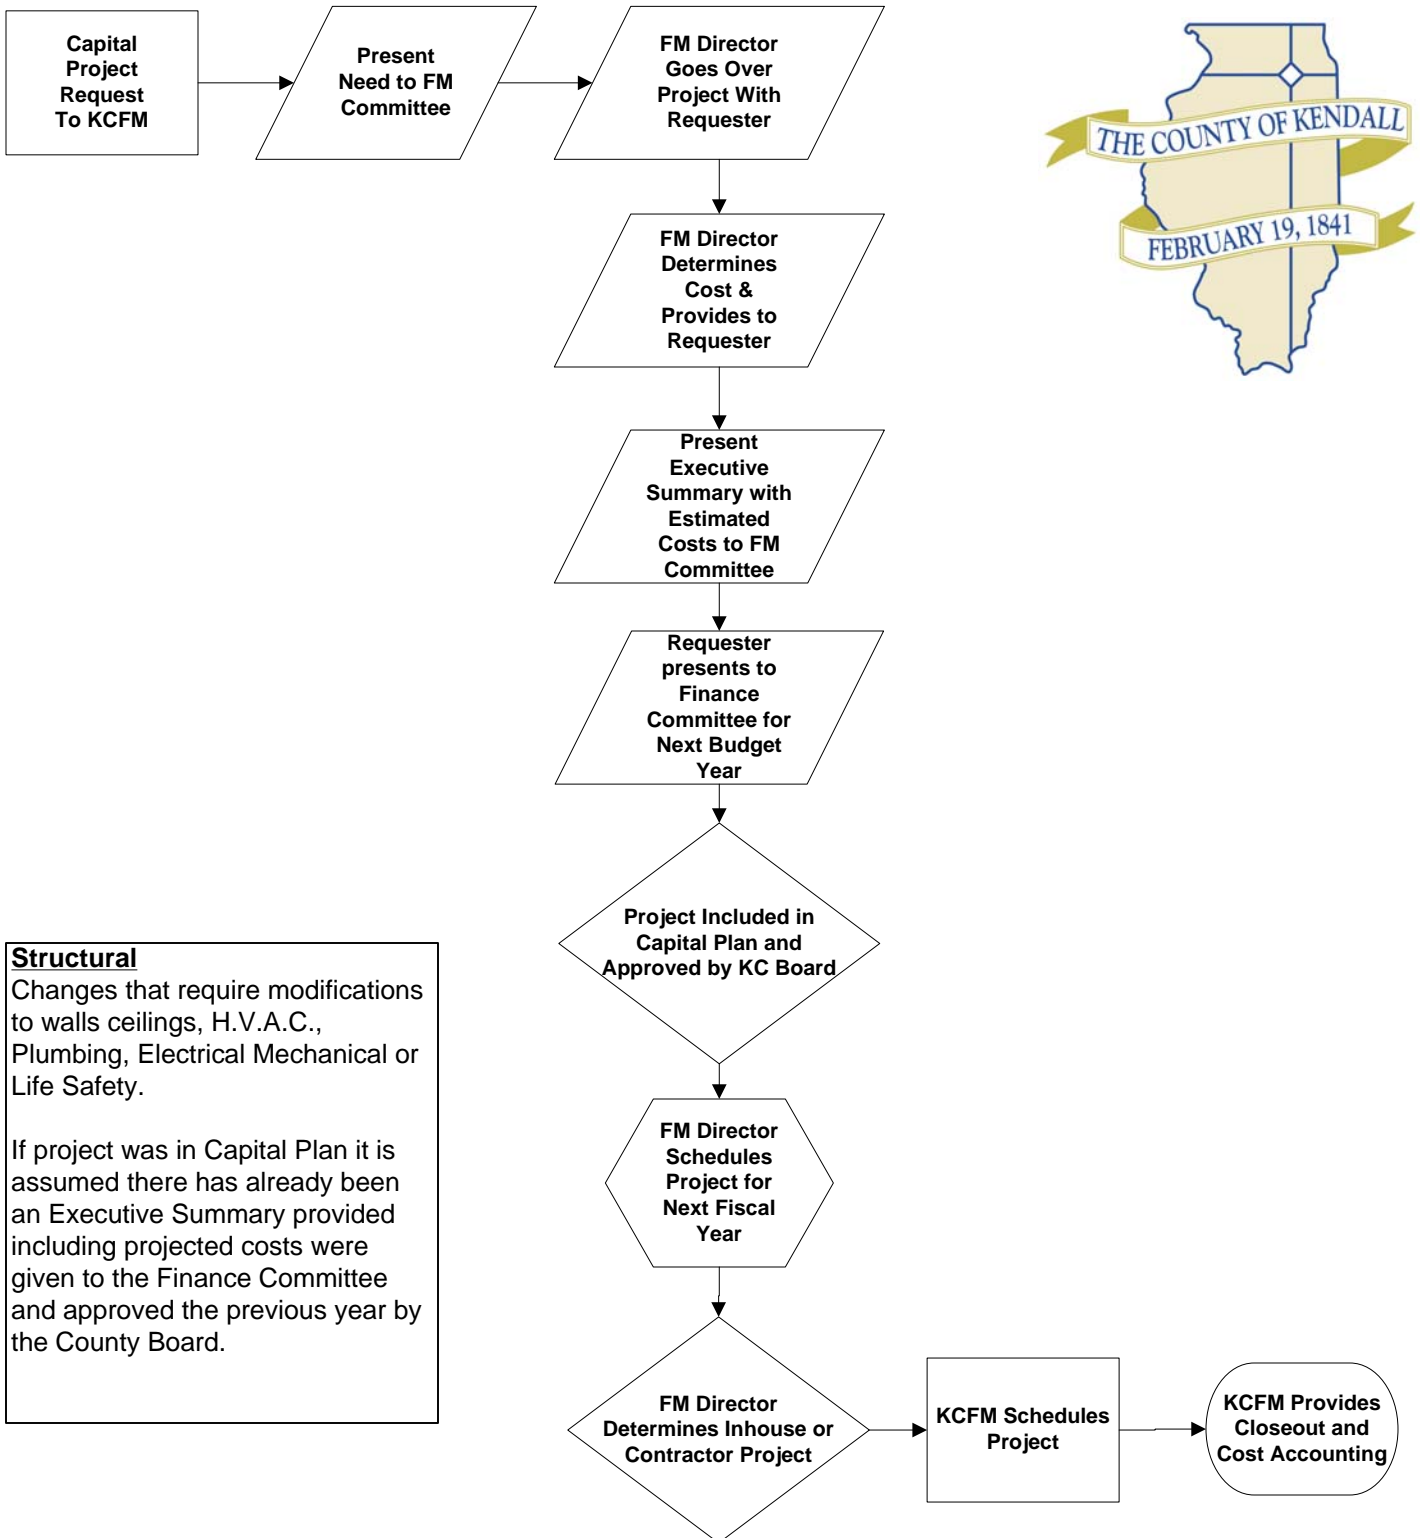 Capital
Project
Request
To KCFM
Present
Need to FM
Committee
FM Director
Goes Over
Project With
Requester
THE COUNTY OF KENDALL
FEBRUARY 19, 1841
FM Director
Determines
Cost &
Provides to
Requester
Present
Executive
Summary with
Estimated
Costs to FM
Committee
Requester
presents to
Finance
Committee for
Next Budget
Year
Project Included in
Capital Plan and
Approved by KC Board
Structural
Changes that require modifications
to walls ceilings, H.V.A.C.,
Plumbing, Electrical Mechanical or
Life Safety.
If project was in Capital Plan it is
assumed there has already been
an Executive Summary provided
including projected costs were
given to the Finance Committee
and approved the previous year by
the County Board.
FM Director
Schedules
Project for
Next Fiscal
Year
FM Director
Determines Inhouse or
Contractor Project
KCFM Schedules
Project
KCFM Provides
Closeout and
Cost Accounting